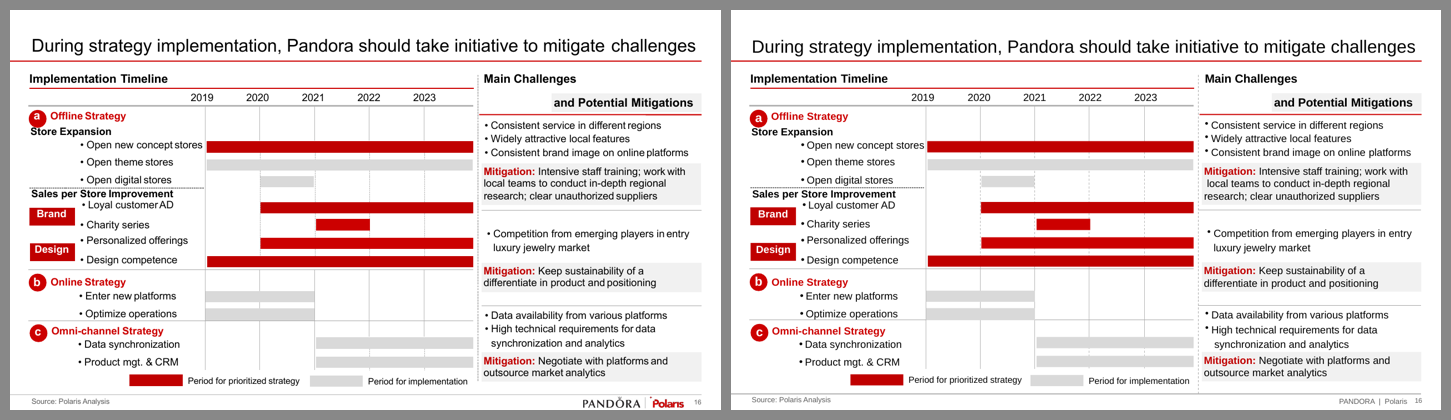 During strategy implementation, Pandora should take initiative to mitigate challenges
Implementation Timeline
Main Challenges
and Potential Mitigations
2019 2020 2021 2022 2023
a Offline Strategy
Store Expansion
• Open new concept stores
• Open theme stores
• Open digital stores
Sales per Store Improvement
• Loyal customer AD
Brand
• Charity series
• Personalized offerings
Design
• Design competence
b Online Strategy
• Enter new platforms
• Optimize operations
c Omni-channel Strategy
• Data synchronization
• Product mgt. & CRM
Period for prioritized strategy
Period for implementation
• Consistent service in different regions
• Widely attractive local features
• Consistent brand image on online platforms
Mitigation: Intensive staff training; work with
local teams to conduct in-depth regional
research; clear unauthorized suppliers
• Competition from emerging players in entry
luxury jewelry market
Mitigation: Keep sustainability of a
differentiate in product and positioning
• Data availability from various platforms
• High technical requirements for data
synchronization and analytics
Mitigation: Negotiate with platforms and
outsource market analytics
Source: Polaris Analysis
PANDÖRA | Polaris 16
During strategy implementation, Pandora should take initiative to mitigate challenges
Implementation Timeline
Main Challenges
and Potential Mitigations
2019 2020 2021 2022 2023
a Offline Strategy
Store Expansion
• Open new concept stores
• Open theme stores
• Open digital stores
Sales per Store Improvement
• Loyal customer AD
Brand
• Charity series
• Personalized offerings
Design
• Design competence
b Online Strategy
• Enter new platforms
• Optimize operations
c Omni-channel Strategy
• Data synchronization
• Product mgt. & CRM
Period for prioritized strategy
Period for implementation
• Consistent service in different regions
• Widely attractive local features
• Consistent brand image on online platforms
Mitigation: Intensive staff training; work with
local teams to conduct in-depth regional
research; clear unauthorized suppliers
• Competition from emerging players in entry
luxury jewelry market
Mitigation: Keep sustainability of a
differentiate in product and positioning
• Data availability from various platforms
• High technical requirements for data
synchronization and analytics
Mitigation: Negotiate with platforms and
outsource market analytics
Source: Polaris Analysis
PANDORA | Polaris 16